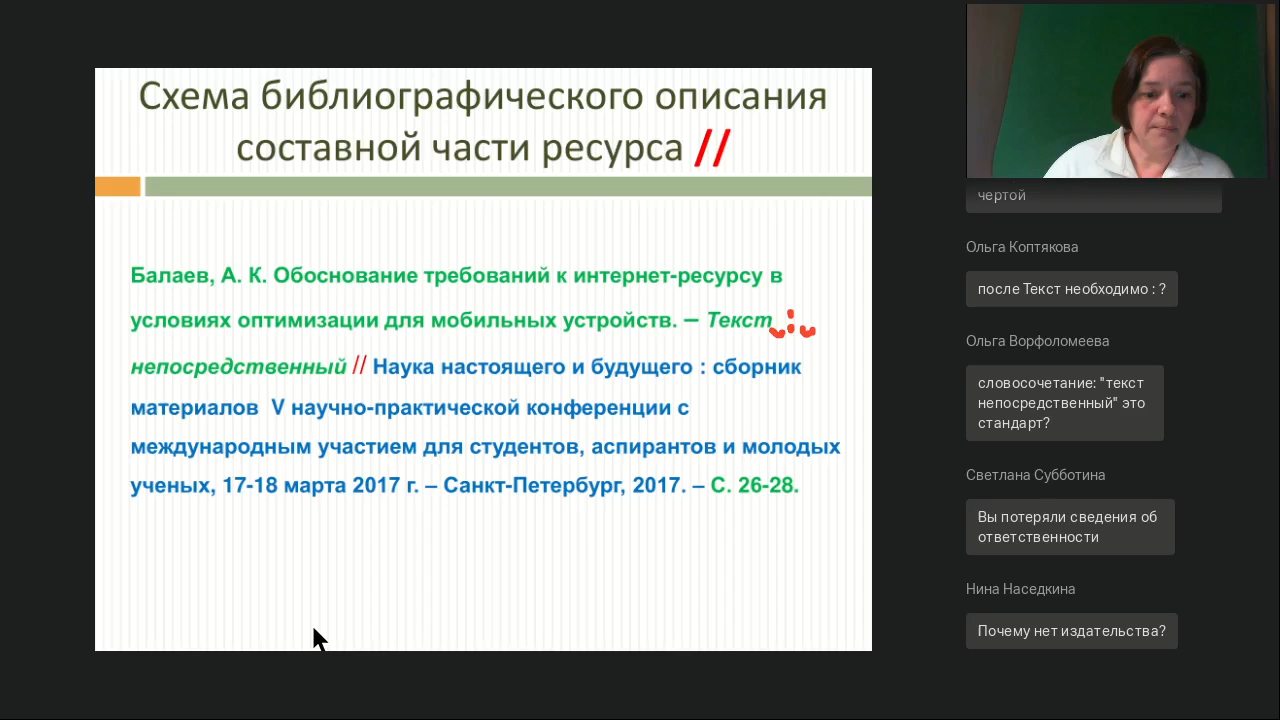 Схема библиографического описания
составной части ресурса //
Балаев, А. К. Обоснование требований к интернет-ресурсу в
условиях оптимизации для мобильных устройств. – Текст :
непосредственный // Наука настоящего и будущего : сборник
материалов V научно-практической конференции с
международным участием для студентов, аспирантов и молодых
ученых, 17-18 марта 2017 г. – Санкт-Петербург, 2017. – С. 26-28.
чертой
Ольга Коптякова
после Текст необходимо : ?
Ольга Ворфоломеева
словосочетание: "текст
непосредственный" это
стандарт?
Светлана Субботина
Вы потеряли сведения об
ответственности
Нина Наседкина
Почему нет издательства?